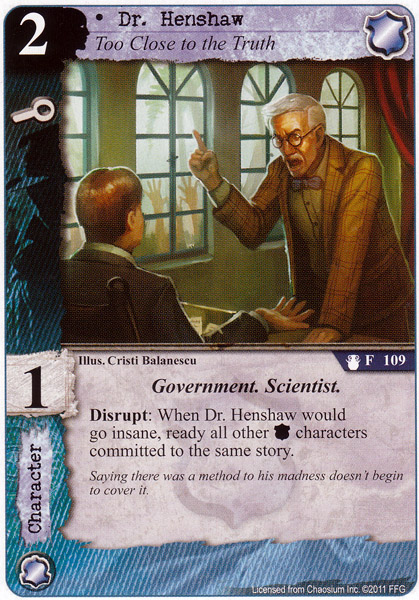 2
• Dr. Henshaw
Too Close to the Truth
Illus. Cristi Balanescu
F 109
1
Government. Scientist.
Disrupt: When Dr. Henshaw would
go insane, ready all other characters
committed to the same story.
Saying there was a method to his madness doesn't begin
to cover it.
Character
Licensed from Chaosium Inc. ©2011 FFG